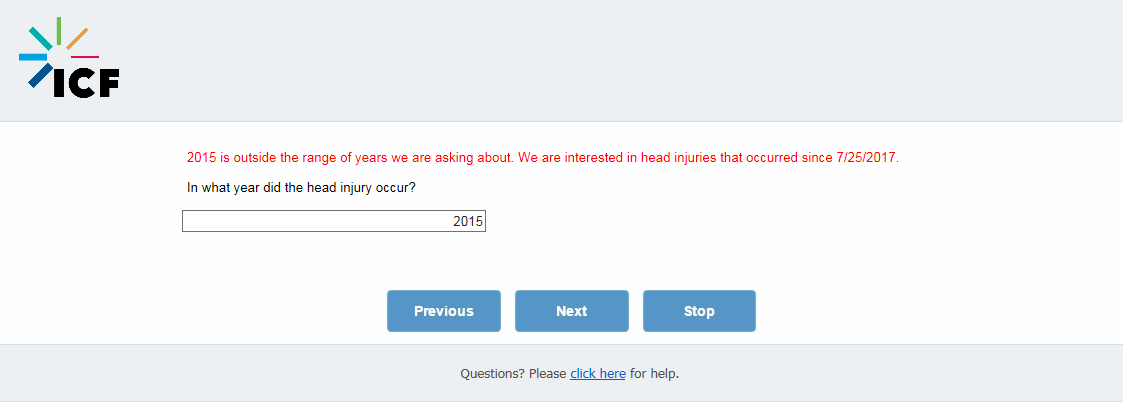 ICF
2015 is outside the range of years we are asking about. We are interested in head injuries that occurred since 7/25/2017.
In what year did the head injury occur?
2015
Previous Next Stop
Questions? Please click here for help.